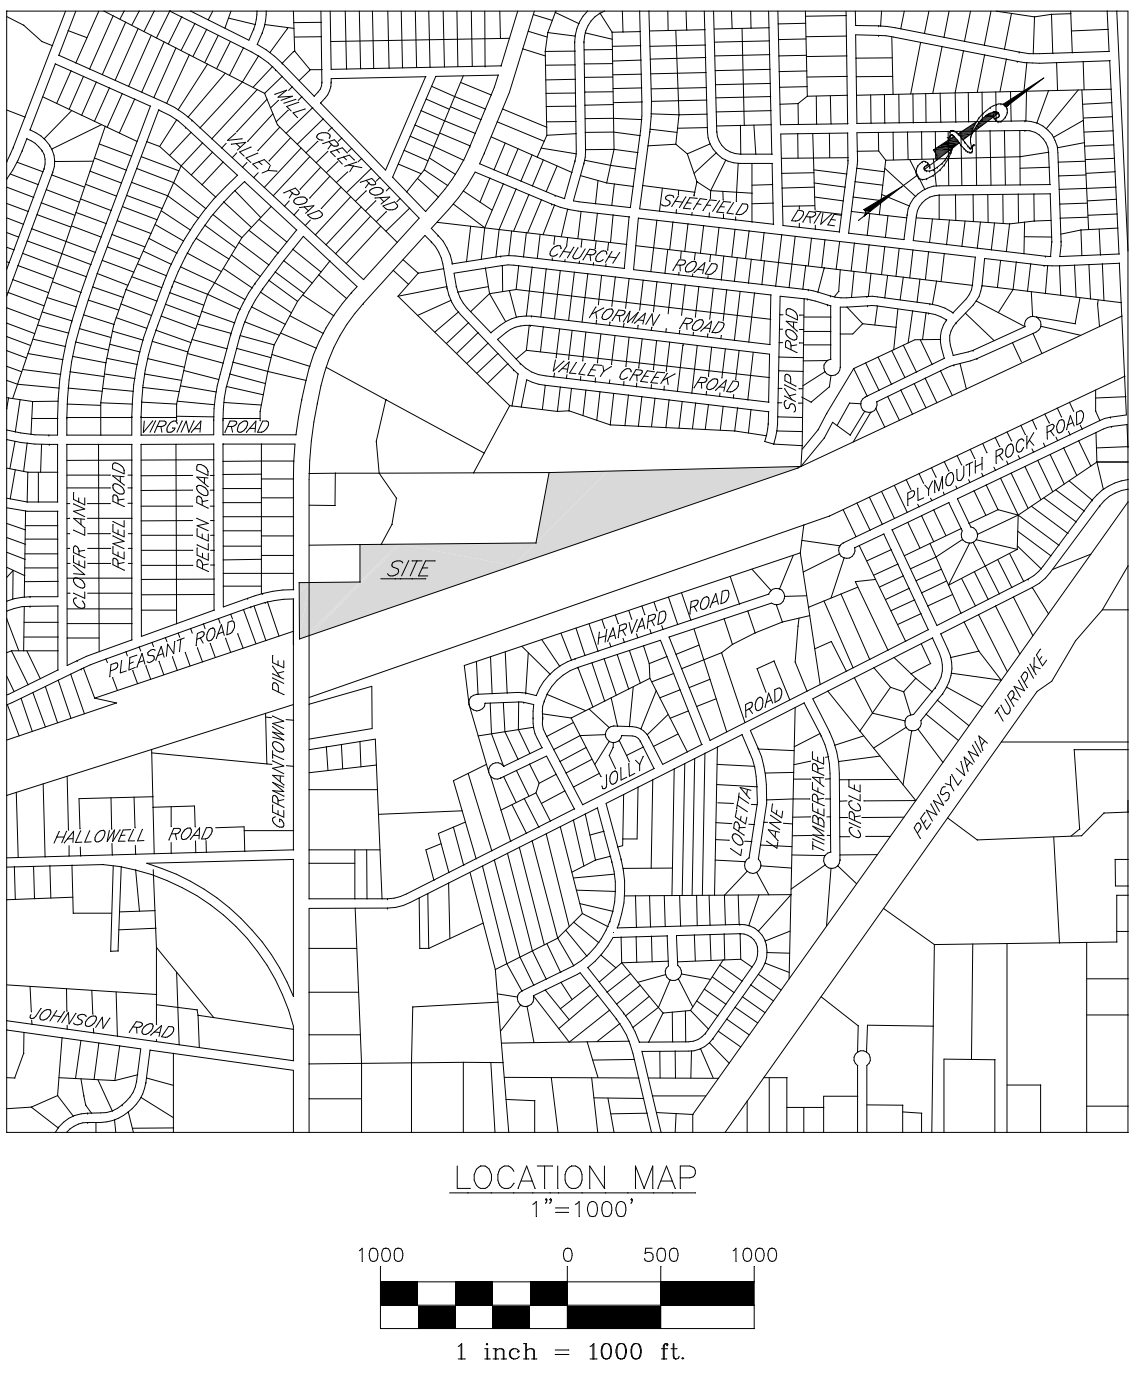 MILL CREEK ROAD
VALLEY ROAD
SHEFFIELD DRIVE
CHURCH ROAD
KORMAN ROAD
VALLEY CREEK ROAD
SKIP ROAD
VIRGINA ROAD
PLYMOUTH ROCK ROAD
CLOVER LANE
RENEL ROAD
RELEN ROAD
SITE
HARVARD ROAD
PLEASANT ROAD
GERMANTOWN PIKE
JOLLY ROAD
PENNSYLVANIA TURNPIKE
LORETTA LANE
TIMBERFARE CIRCLE
HALLOWELL ROAD
JOHNSON ROAD
N
LOCATION MAP
1"=1000'
1000 0 500 1000
1 inch = 1000 ft.